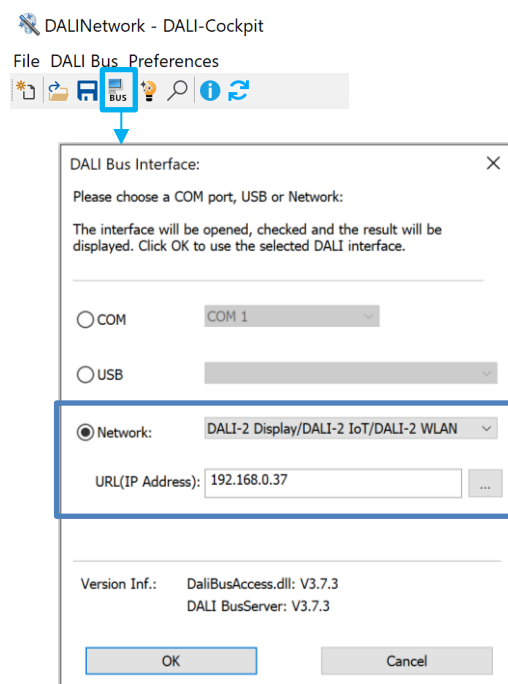 DALINetwork - DALI-Cockpit
File DALI Bus Preferences
BUS
DALI Bus Interface:
Please choose a COM port, USB or Network:
The interface will be opened, checked and the result will be
displayed. Click OK to use the selected DALI interface.
COM COM 1
USB
Network: DALI-2 Display/DALI-2 IoT/DALI-2 WLAN
URL(IP Address): 192.168.0.37 ...
Version Inf.: DaliBusAccess.dll: V3.7.3
DALI BusServer: V3.7.3
OK Cancel